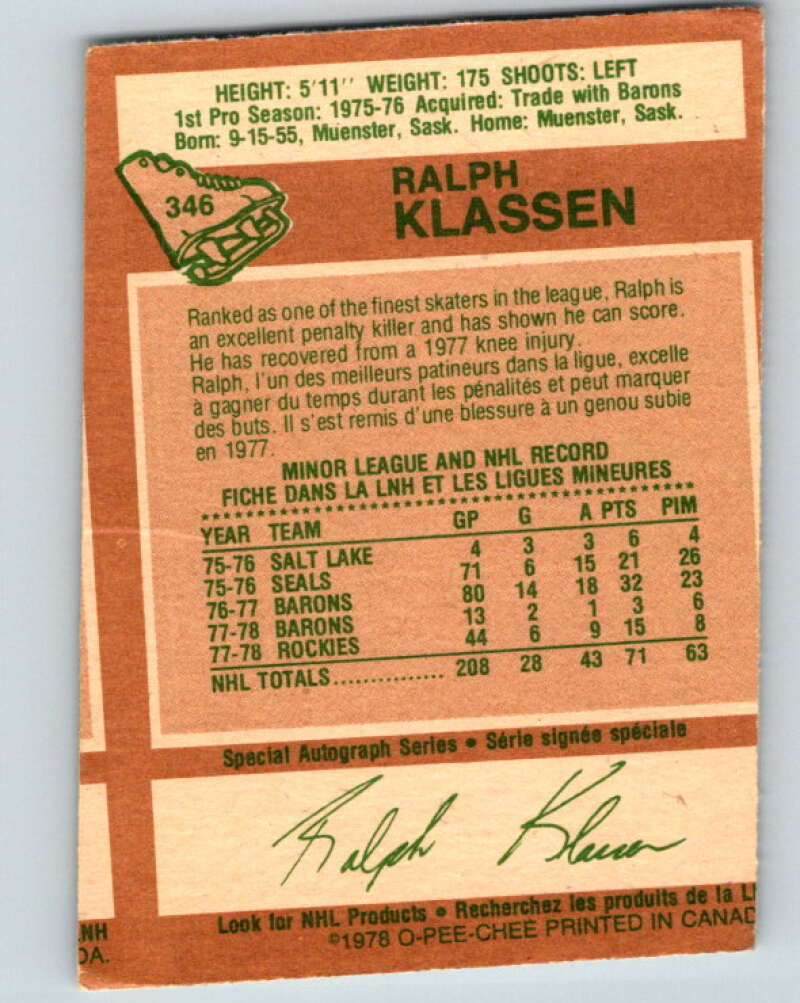 HEIGHT: 5'11'' WEIGHT: 175 SHOOTS: LEFT
1st Pro Season: 1975-76 Acquired: Trade with Barons
Born: 9-15-55, Muenster, Sask. Home: Muenster, Sask.
346
RALPH
KLASSEN
Ranked as one of the finest skaters in the league, Ralph is
an excellent penalty killer and has shown he can score.
He has recovered from a 1977 knee injury.
Ralph, l'un des meilleurs patineurs dans la ligue, excelle
à gagner du temps durant les pénalités et peut marquer
des buts. Il s'est remis d'une blessure à un genou subie
en 1977.
MINOR LEAGUE AND NHL RECORD
FICHE DANS LA LNH ET LES LIGUES MINEURES
YEAR TEAM GP G A PTS PIM
75-76 SALT LAKE 4 3 3 6 4
75-76 SEALS 71 6 15 21 26
76-77 BARONS 80 14 18 32 23
77-78 BARONS 13 2 1 3 6
77-78 ROCKIES 44 6 9 15 8
NHL TOTALS............... 208 28 43 71 63
Special Autograph Series • Série signée spéciale
Ralph Klassen
Look for NHL Products • Recherchez les produits de la L
©1978 O-PEE-CHEE PRINTED IN CANAD
NH
DA.